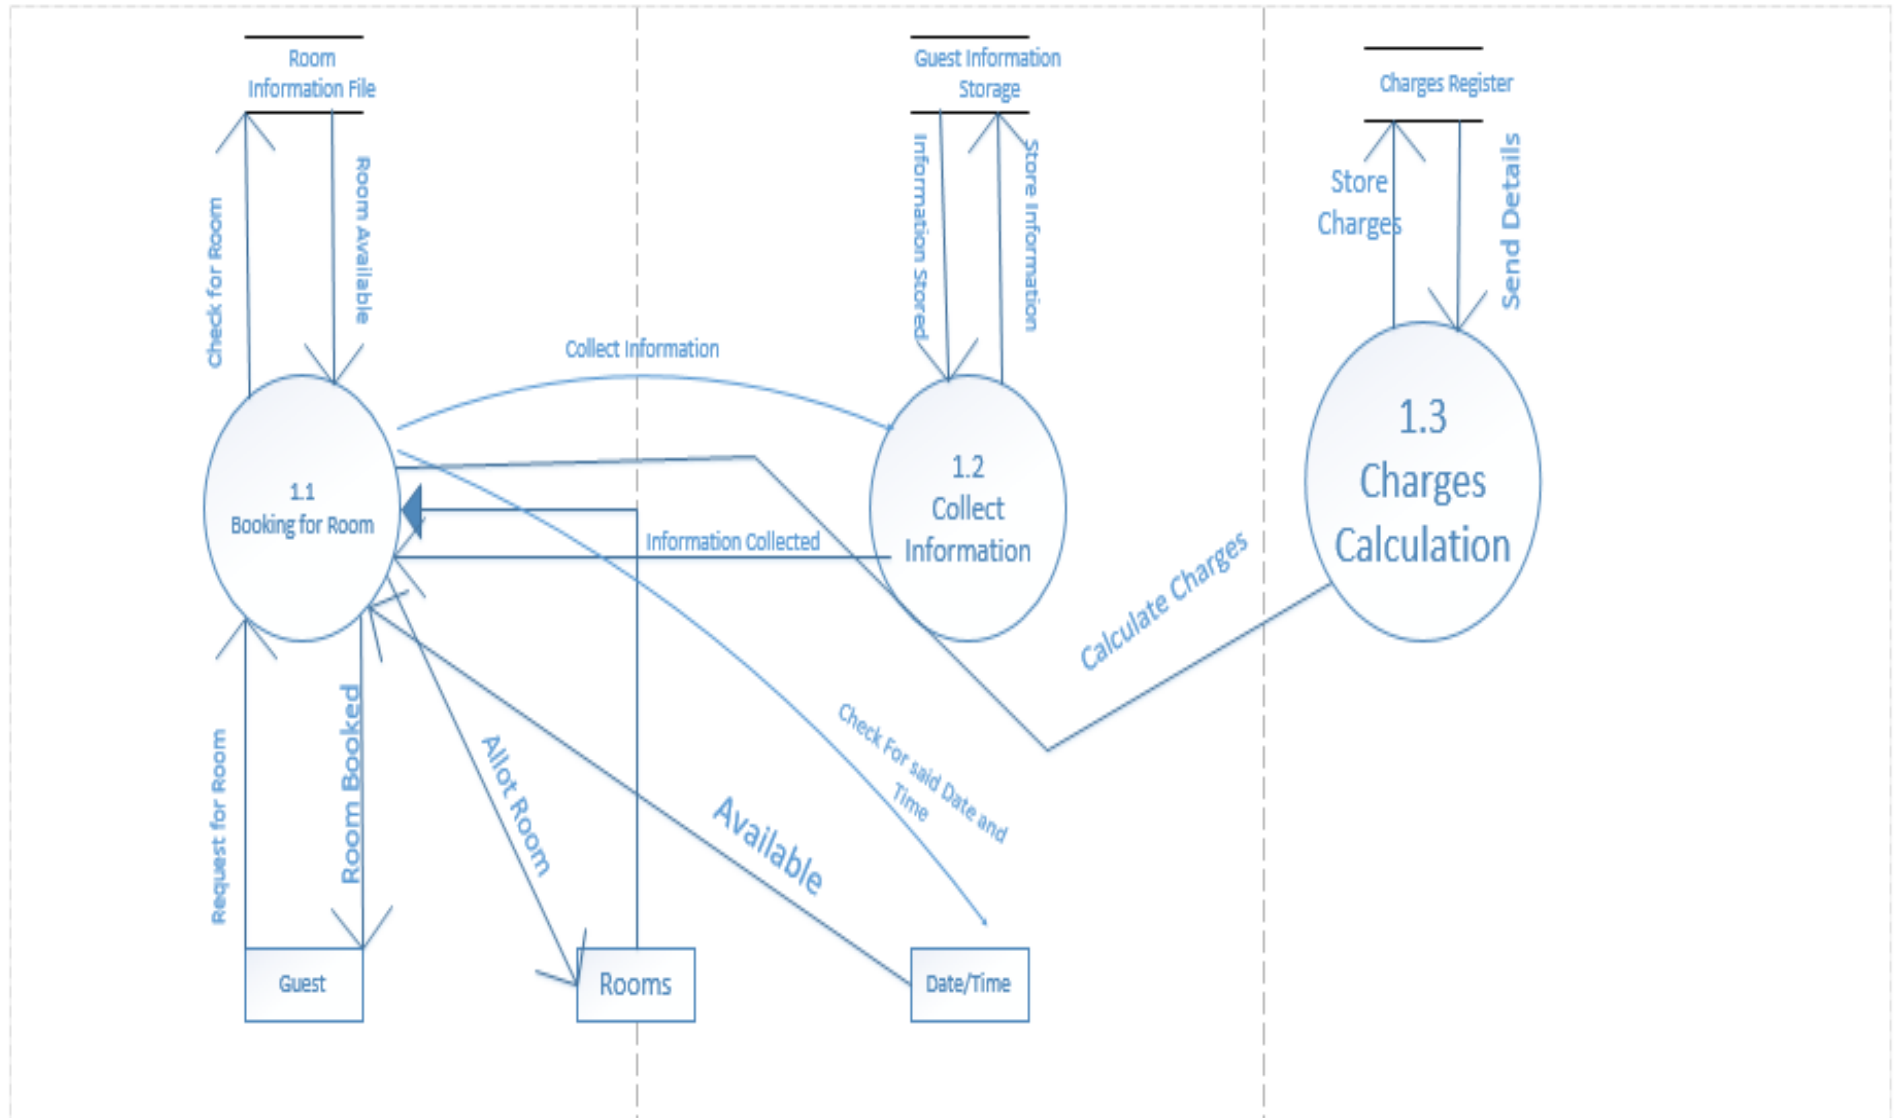 Room
Information File
Guest Information
Storage
Charges Register
Check for Room
Room Available
Information Stored
Store Information
Store
Charges
Send Details
Collect Information
1.1
Booking for Room
1.2
Collect
Information
1.3
Charges
Calculation
Information Collected
Calculate Charges
Request for Room
Room Booked
Allot Room
Available
Check For said Date and
Time
Guest
Rooms
Date/Time